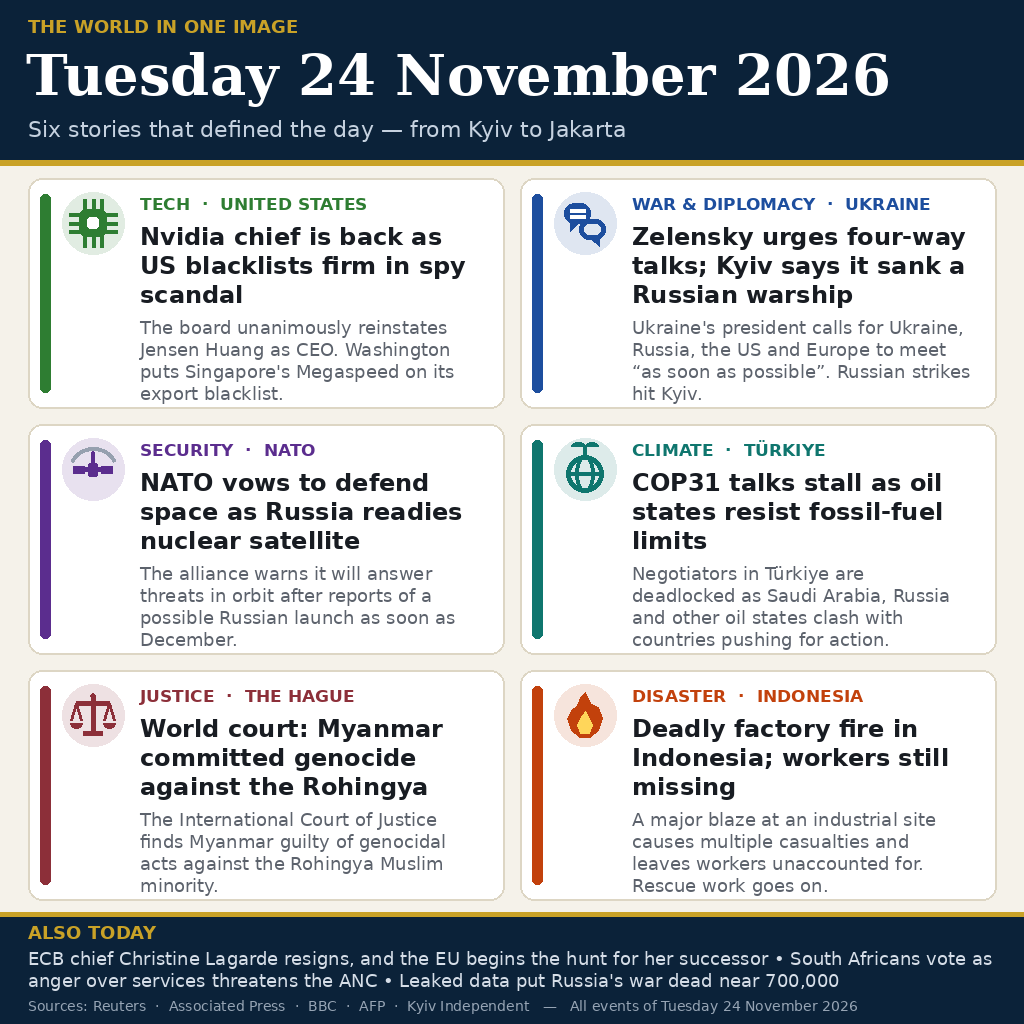 THE WORLD IN ONE IMAGE
Tuesday 24 November 2026
Six stories that defined the day — from Kyiv to Jakarta
TECH · UNITED STATES
Nvidia chief is back as
US blacklists firm in spy
scandal
The board unanimously reinstates
Jensen Huang as CEO. Washington
puts Singapore's Megaspeed on its
export blacklist.
WAR & DIPLOMACY · UKRAINE
Zelensky urges four-way
talks; Kyiv says it sank a
Russian warship
Ukraine's president calls for Ukraine,
Russia, the US and Europe to meet
“as soon as possible”. Russian strikes
hit Kyiv.
SECURITY · NATO
NATO vows to defend
space as Russia readies
nuclear satellite
The alliance warns it will answer
threats in orbit after reports of a
possible Russian launch as soon as
December.
CLIMATE · TÜRKIYE
COP31 talks stall as oil
states resist fossil-fuel
limits
Negotiators in Türkiye are
deadlocked as Saudi Arabia, Russia
and other oil states clash with
countries pushing for action.
JUSTICE · THE HAGUE
World court: Myanmar
committed genocide
against the Rohingya
The International Court of Justice
finds Myanmar guilty of genocidal
acts against the Rohingya Muslim
minority.
DISASTER · INDONESIA
Deadly factory fire in
Indonesia; workers still
missing
A major blaze at an industrial site
causes multiple casualties and
leaves workers unaccounted for.
Rescue work goes on.
ALSO TODAY
ECB chief Christine Lagarde resigns, and the EU begins the hunt for her successor • South Africans vote as
anger over services threatens the ANC • Leaked data put Russia's war dead near 700,000
Sources: Reuters · Associated Press · BBC · AFP · Kyiv Independent — All events of Tuesday 24 November 2026